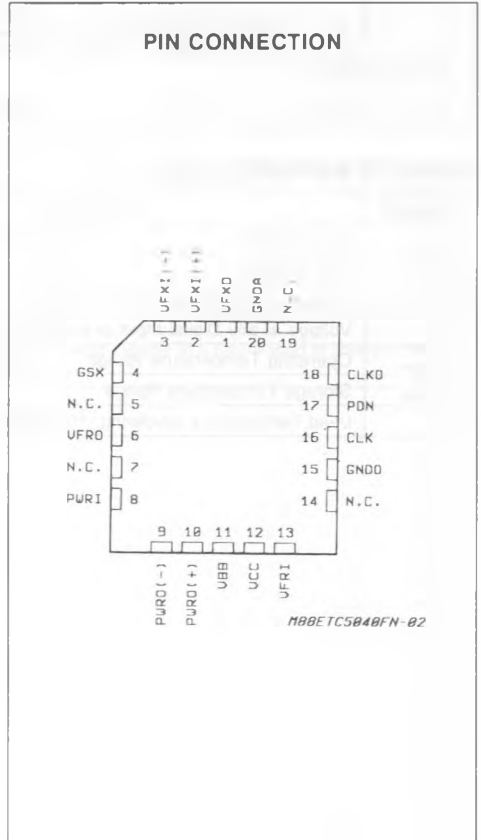 PIN CONNECTION
VFXI(-)
VFXI(+)
VFXO
GNDA
N.C.
3 2 1 20 19
GSX 4
N.C. 5
VFRO 6
N.C. 7
PWRI 8
18 CLKO
17 PDN
16 CLK
15 GNDD
14 N.C.
9 10 11 12 13
PWRO(-)
PWRO(+)
VBB
VCC
VFRI
M88ETC5040FN-02